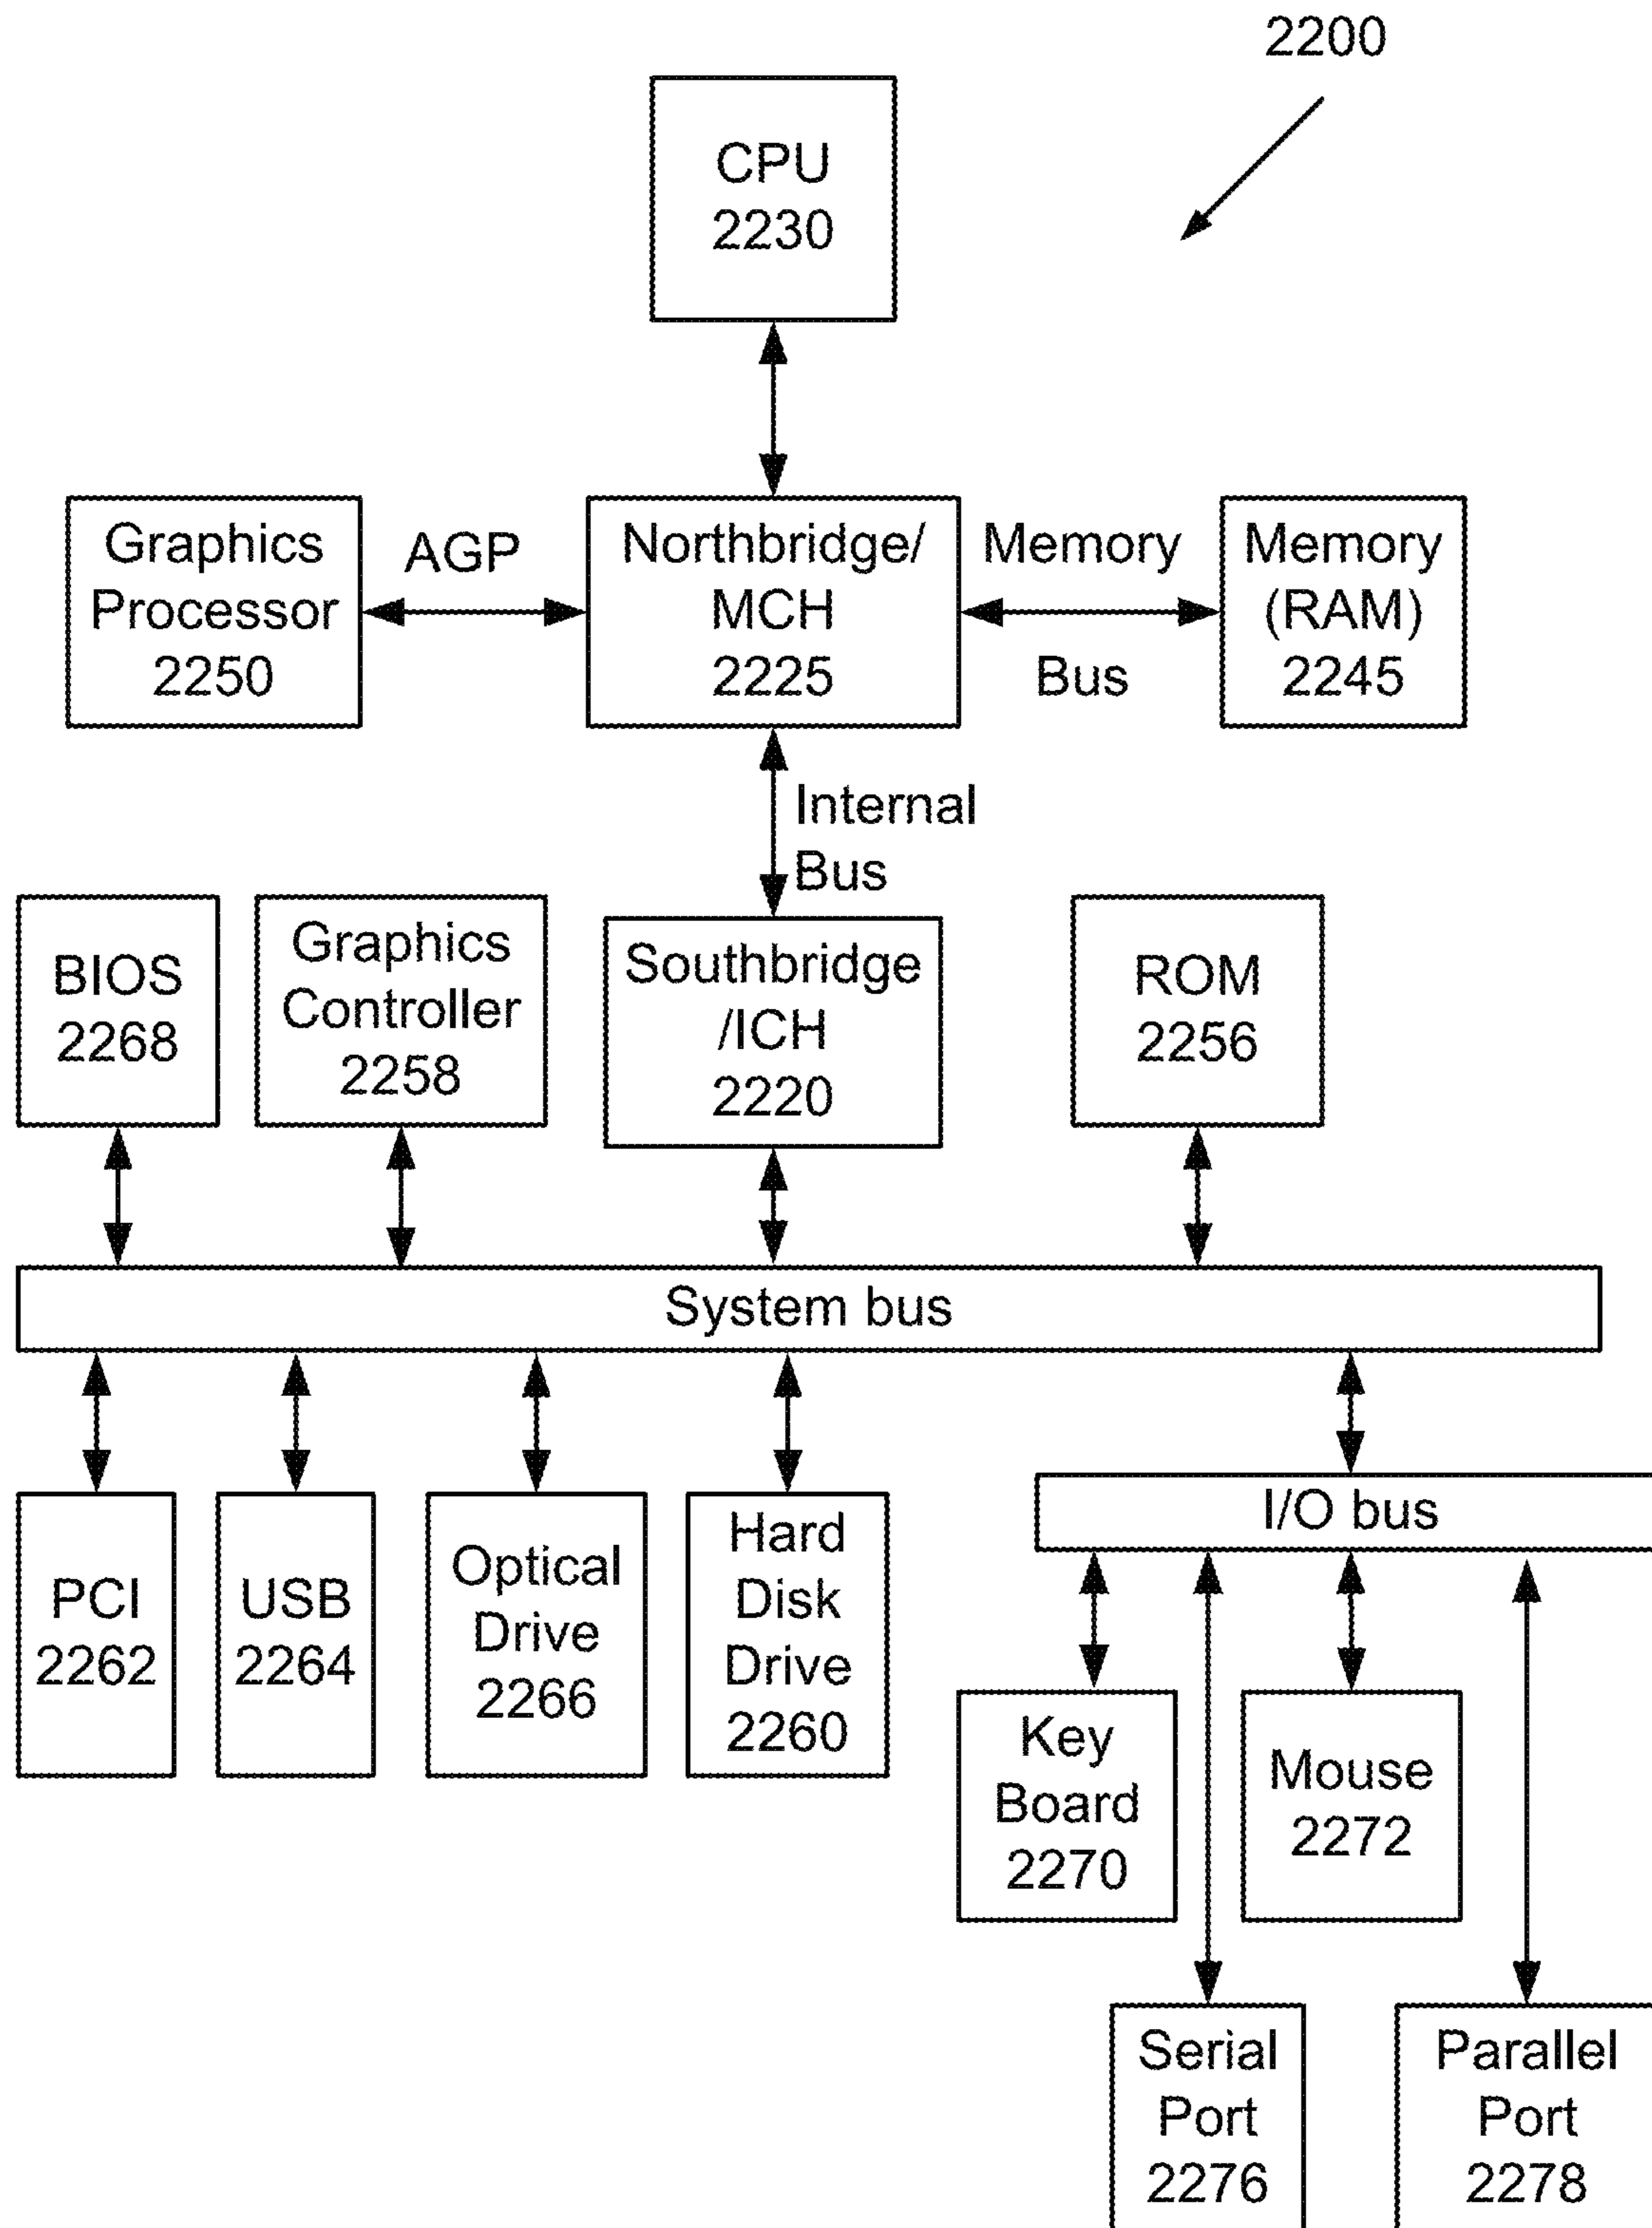 2200
CPU
2230
Graphics
Processor
2250
AGP
Northbridge/
MCH
2225
Memory
Bus
Memory
(RAM)
2245
Internal
Bus
BIOS
2268
Graphics
Controller
2258
Southbridge
/ICH
2220
ROM
2256
System bus
PCI
2262
USB
2264
Optical
Drive
2266
Hard
Disk
Drive
2260
I/O bus
Key
Board
2270
Mouse
2272
Serial
Port
2276
Parallel
Port
2278